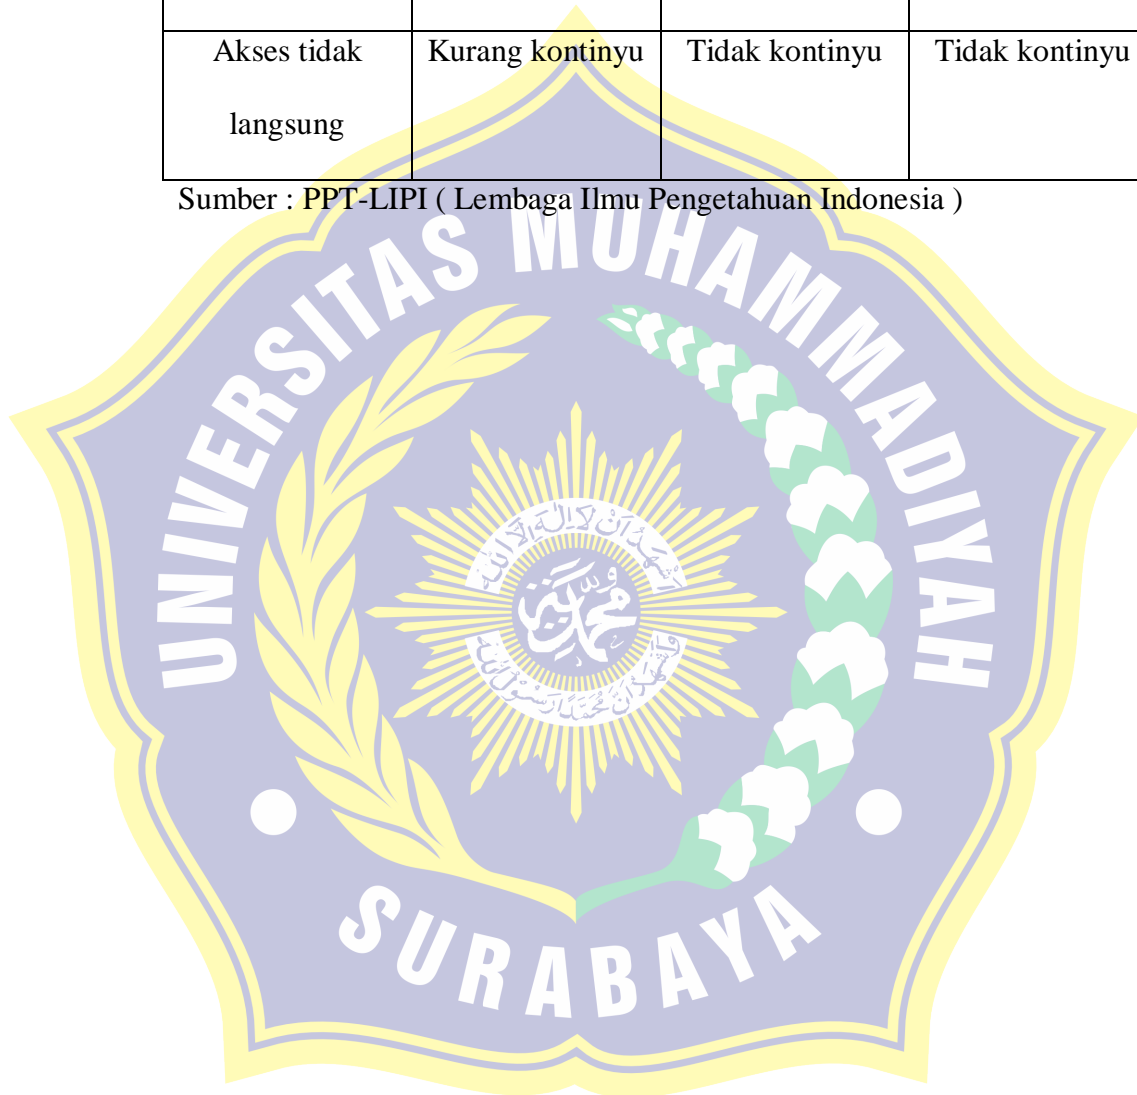 Akses tidak langsung Kurang kontinyu Tidak kontinyu Tidak kontinyu
Sumber : PPT-LIPI ( Lembaga Ilmu Pengetahuan Indonesia )
UNIVERSITAS MUHAMMADIYAH
SURABAYA